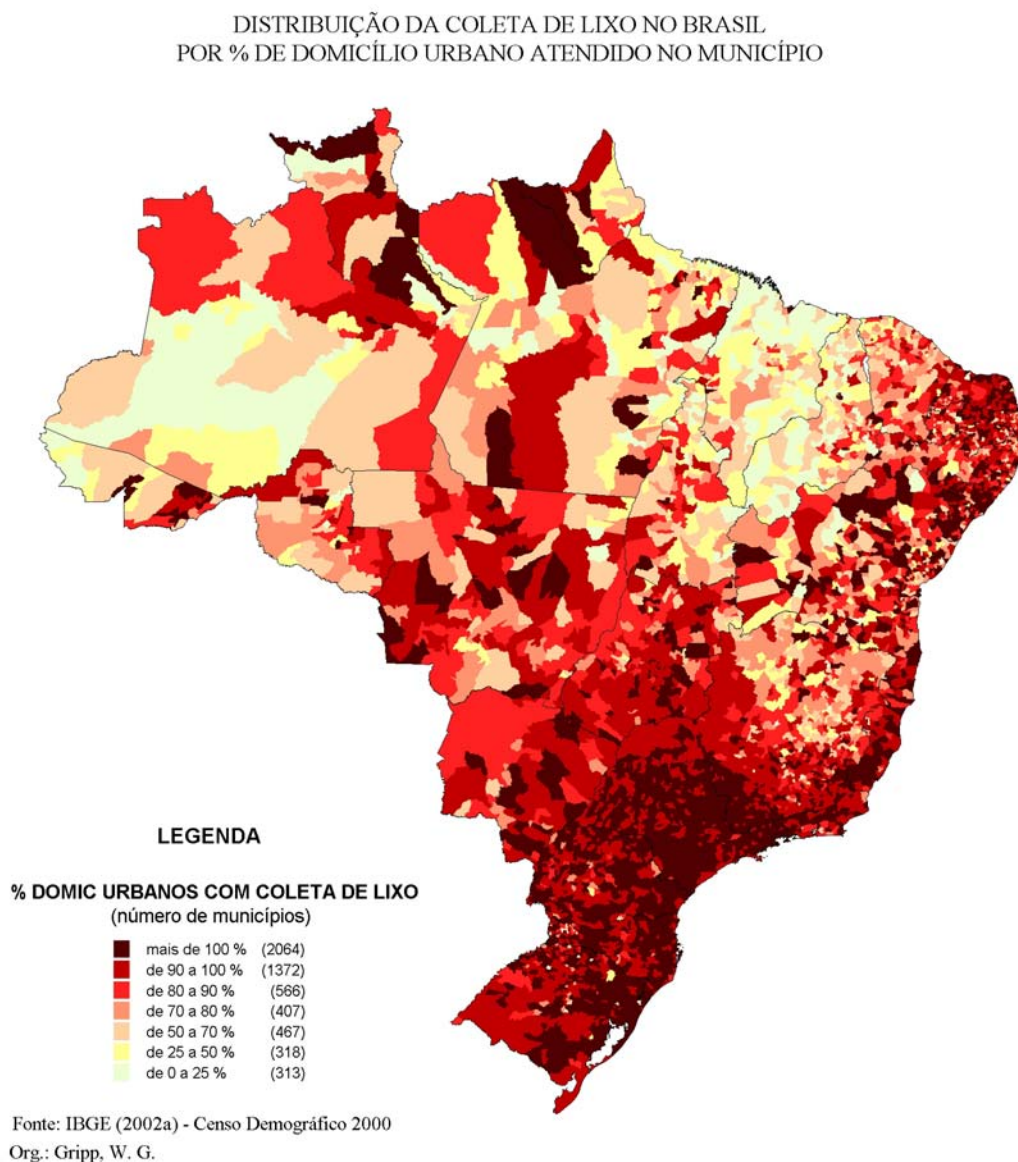 DISTRIBUIÇÃO DA COLETA DE LIXO NO BRASIL
POR % DE DOMICÍLIO URBANO ATENDIDO NO MUNICÍPIO
LEGENDA
% DOMIC URBANOS COM COLETA DE LIXO
(número de municípios)
mais de 100 % (2064)
de 90 a 100 % (1372)
de 80 a 90 % (566)
de 70 a 80 % (407)
de 50 a 70 % (467)
de 25 a 50 % (318)
de 0 a 25 % (313)
Fonte: IBGE (2002a) - Censo Demográfico 2000
Org.: Gripp, W. G.